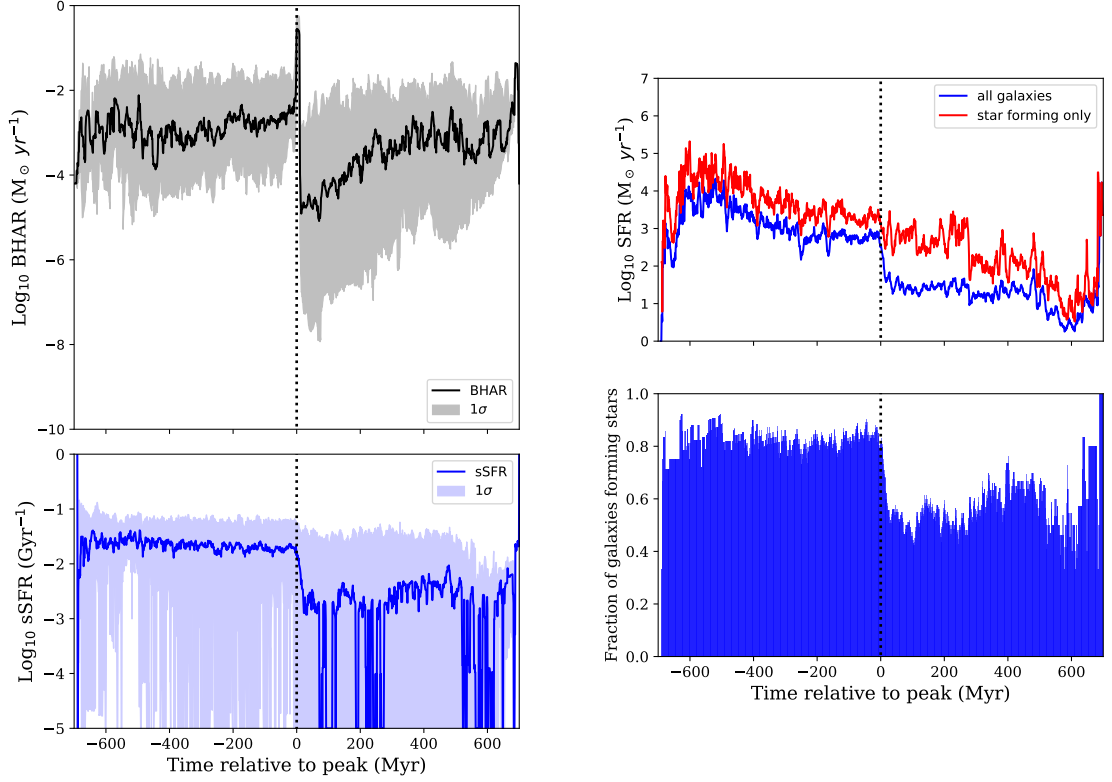 0
−2
−4
−6
−8
−10
Log₁₀ BHAR (M⊙ yr⁻¹)
BHAR
1σ
0
−1
−2
−3
−4
−5
Log₁₀ sSFR (Gyr⁻¹)
sSFR
1σ
−600 −400 −200 0 200 400 600
Time relative to peak (Myr)
7
6
5
4
3
2
1
0
Log₁₀ SFR (M⊙ yr⁻¹)
all galaxies
star forming only
1.0
0.8
0.6
0.4
0.2
0.0
Fraction of galaxies forming stars
−600 −400 −200 0 200 400 600
Time relative to peak (Myr)